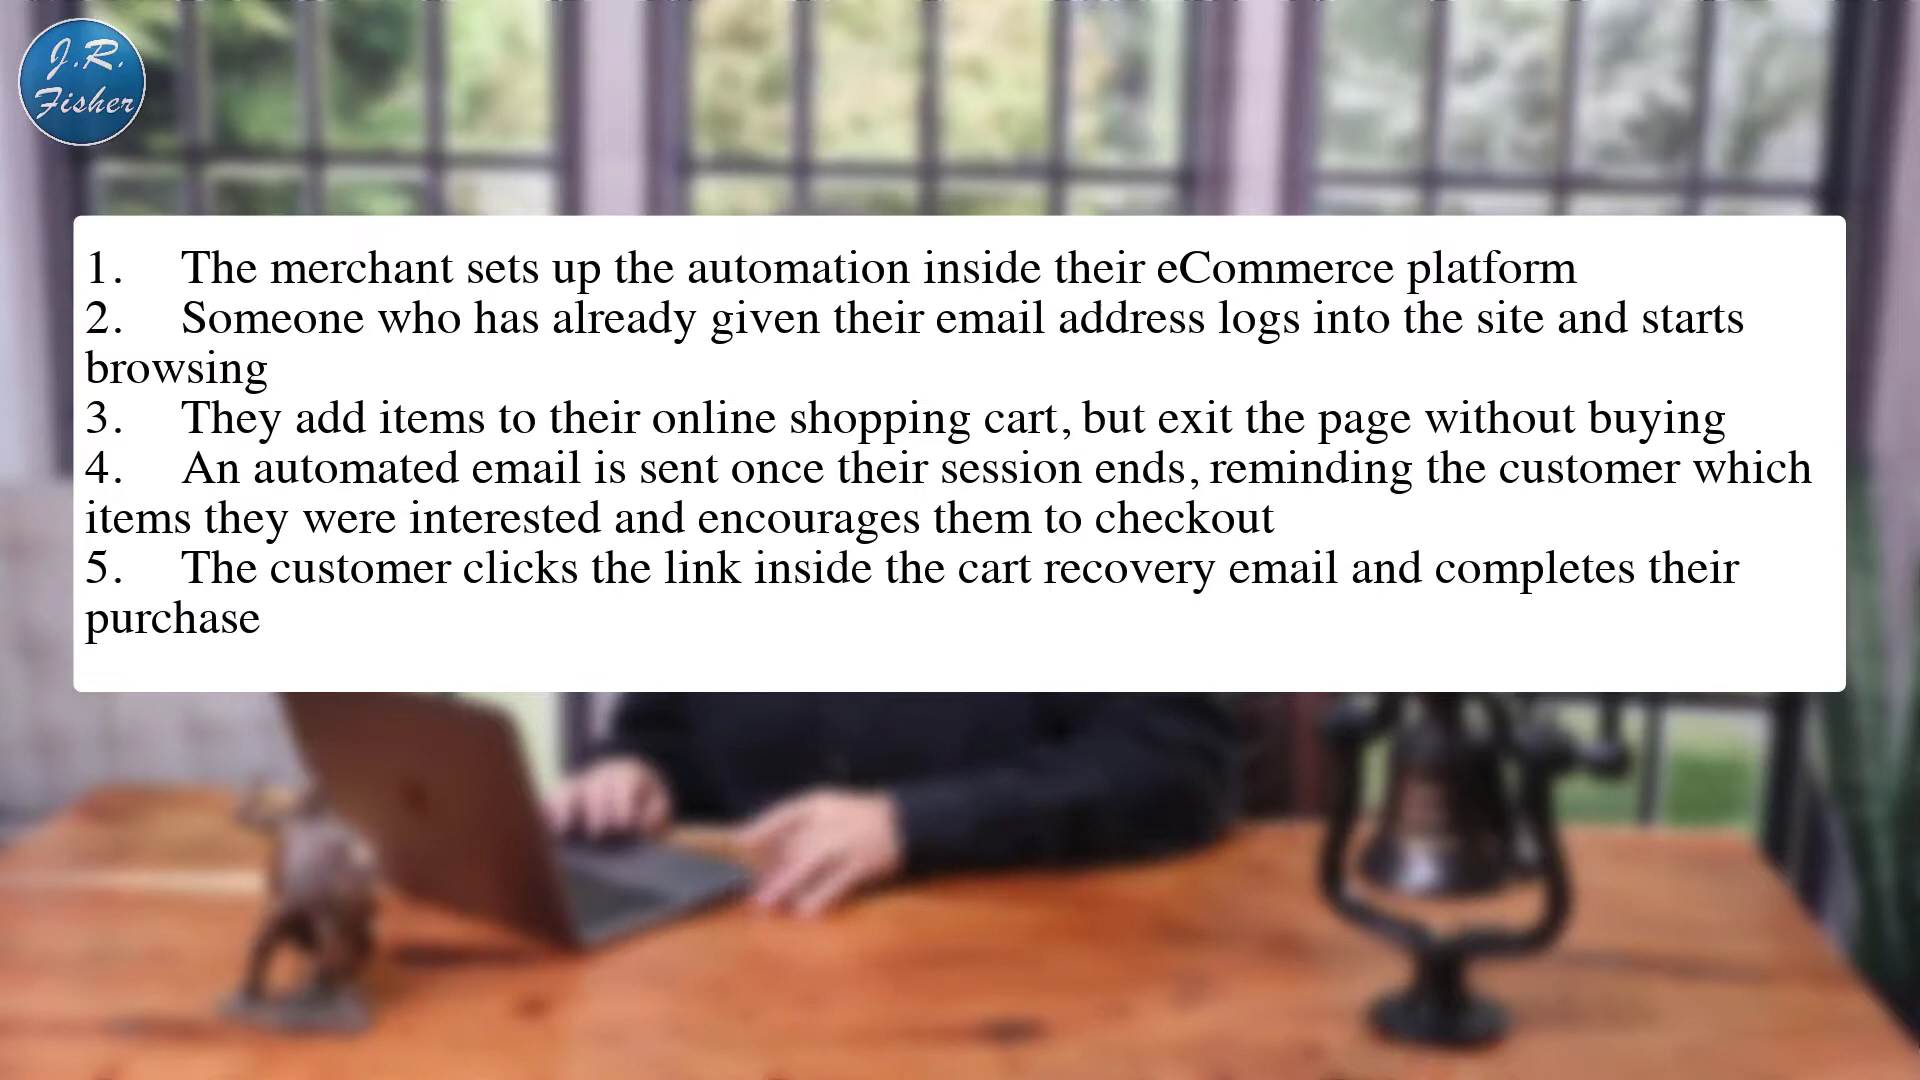 J.R.
Fisher
1. The merchant sets up the automation inside their eCommerce platform
2. Someone who has already given their email address logs into the site and starts
browsing
3. They add items to their online shopping cart, but exit the page without buying
4. An automated email is sent once their session ends, reminding the customer which
items they were interested and encourages them to checkout
5. The customer clicks the link inside the cart recovery email and completes their
purchase